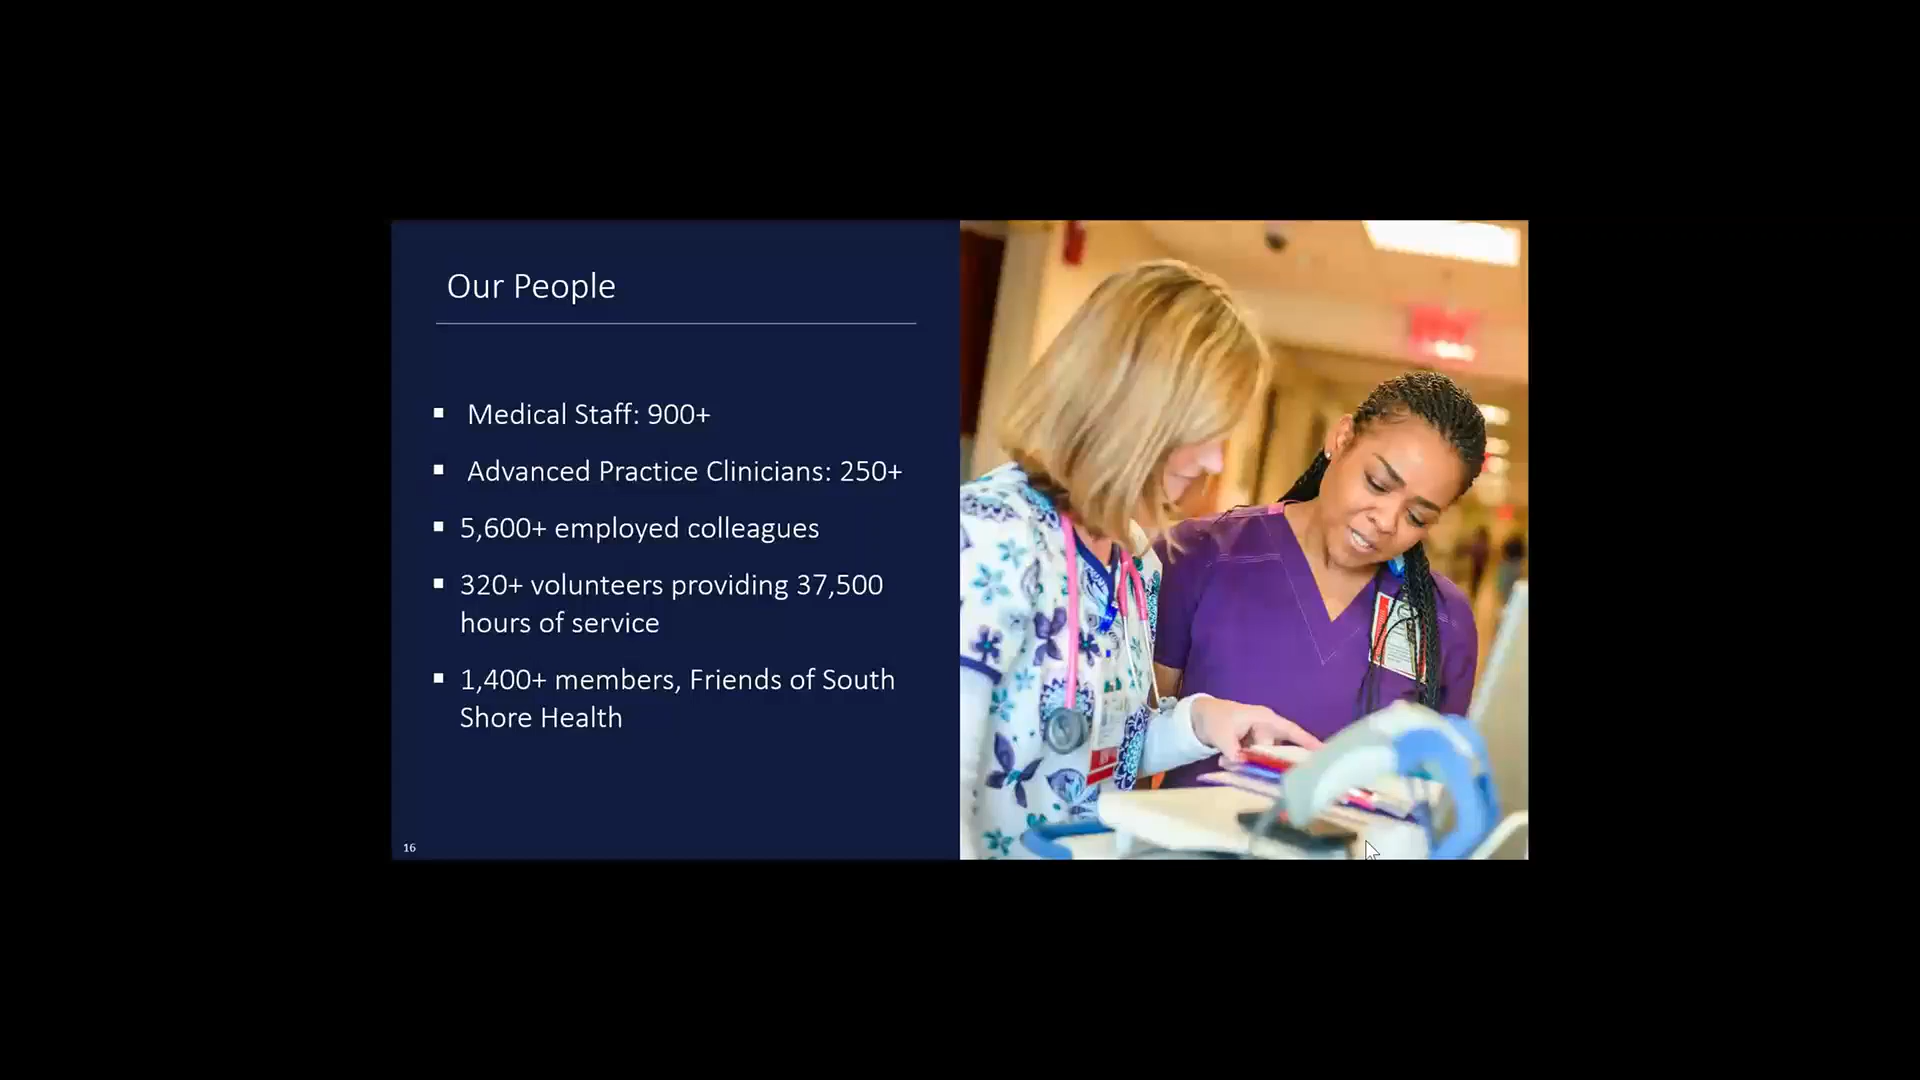 Our People
▪ Medical Staff: 900+
▪ Advanced Practice Clinicians: 250+
▪ 5,600+ employed colleagues
▪ 320+ volunteers providing 37,500
hours of service
▪ 1,400+ members, Friends of South
Shore Health
16